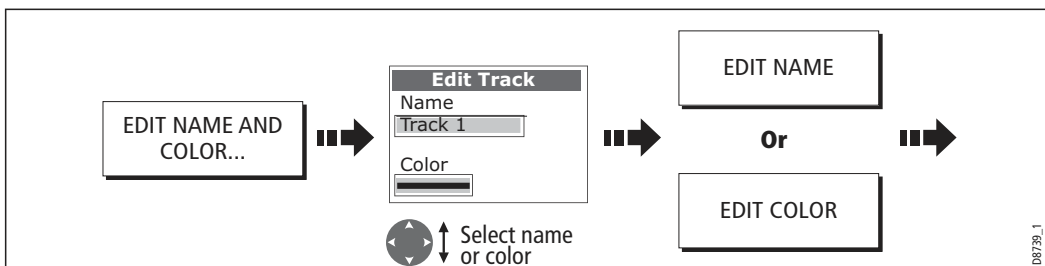 EDIT NAME AND
COLOR...
Edit Track
Name
Track 1
Color
Select name
or color
EDIT NAME
Or
EDIT COLOR
D8739_1